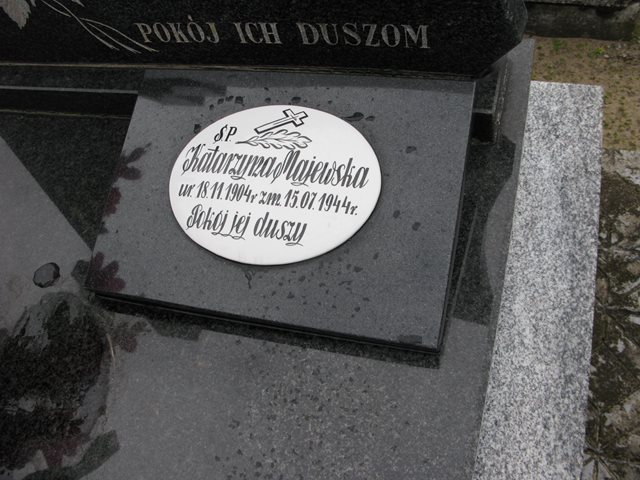 POKÓJ ICH DUSZOM
ŚP.
Katarzyna Majewska
ur. 18.11.1904r zm. 15.07.1944r.
Pokój jej duszy